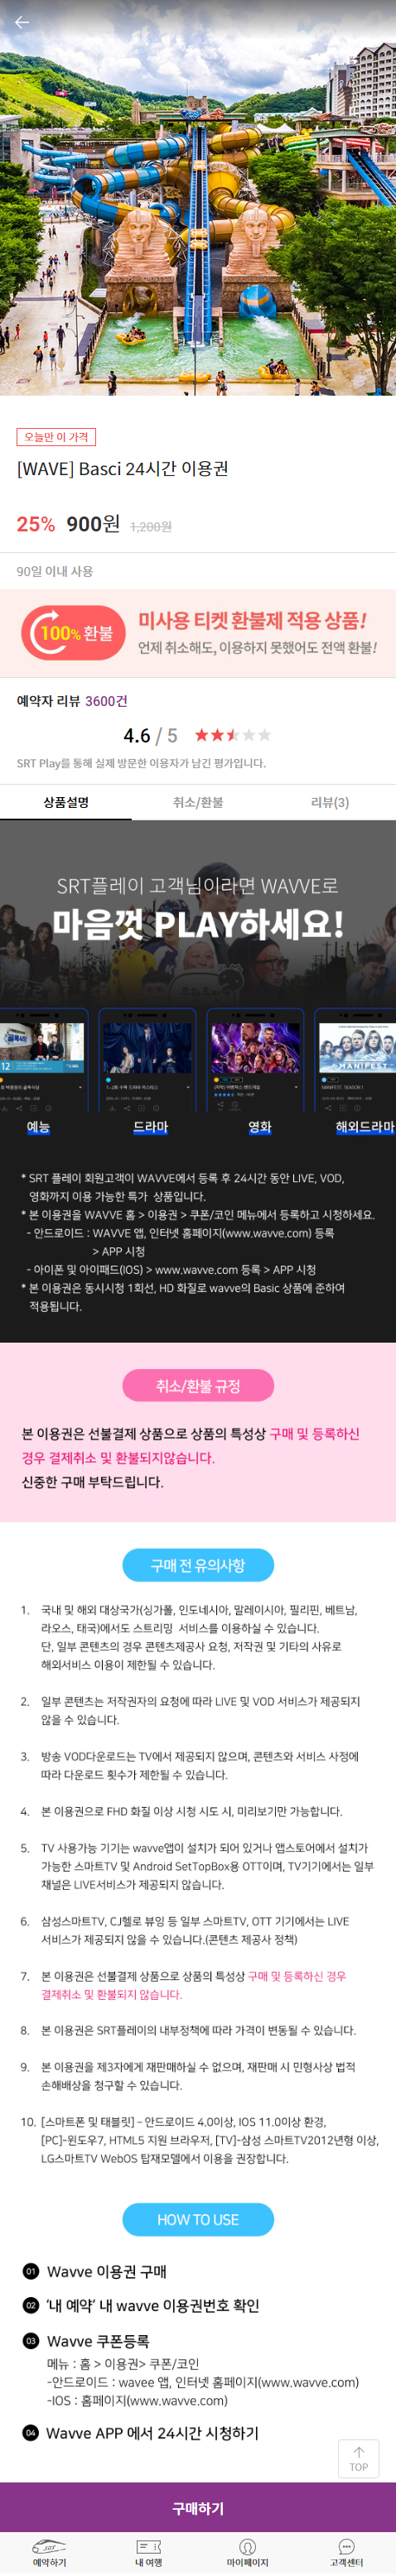 오늘만 이 가격
[WAVE] Basci 24시간 이용권
25% 900원 1,200원
90일 이내 사용
100% 환불
미사용 티켓 환불제 적용 상품!
언제 취소해도, 이용하지 못했어도 전액 환불!
예약자 리뷰 3600건
4.6 / 5
SRT Play를 통해 실제 방문한 이용자가 남긴 평가입니다.
상품설명 취소/환불 리뷰(3)
SRT플레이 고객님이라면 WAVVE로
마음껏 PLAY하세요!
MANIFEST
예능 드라마 영화 해외드라마
* SRT 플레이 회원고객이 WAVVE에서 등록 후 24시간 동안 LIVE, VOD,
영화까지 이용 가능한 특가 상품입니다.
* 본 이용권을 WAVVE 홈 > 이용권 > 쿠폰/코인 메뉴에서 등록하고 시청하세요.
- 안드로이드 : WAVVE 앱, 인터넷 홈페이지(www.wavve.com) 등록
> APP 시청
- 아이폰 및 아이패드(IOS) > www.wavve.com 등록 > APP 시청
* 본 이용권은 동시시청 1회선, HD 화질로 wavve의 Basic 상품에 준하여
적용됩니다.
취소/환불 규정
본 이용권은 선불결제 상품으로 상품의 특성상 구매 및 등록하신
경우 결제취소 및 환불되지않습니다.
신중한 구매 부탁드립니다.
구매 전 유의사항
1. 국내 및 해외 대상국가(싱가폴, 인도네시아, 말레이시아, 필리핀, 베트남,
라오스, 태국)에서도 스트리밍 서비스를 이용하실 수 있습니다.
단, 일부 콘텐츠의 경우 콘텐츠제공사 요청, 저작권 및 기타의 사유로
해외서비스 이용이 제한될 수 있습니다.
2. 일부 콘텐츠는 저작권자의 요청에 따라 LIVE 및 VOD 서비스가 제공되지
않을 수 있습니다.
3. 방송 VOD다운로드는 TV에서 제공되지 않으며, 콘텐츠와 서비스 사정에
따라 다운로드 횟수가 제한될 수 있습니다.
4. 본 이용권으로 FHD 화질 이상 시청 시도 시, 미리보기만 가능합니다.
5. TV 사용가능 기기는 wavve앱이 설치가 되어 있거나 앱스토어에서 설치가
가능한 스마트TV 및 Android SetTopBox용 OTT이며, TV기기에서는 일부
채널은 LIVE서비스가 제공되지 않습니다.
6. 삼성스마트TV, CJ헬로 뷰잉 등 일부 스마트TV, OTT 기기에서는 LIVE
서비스가 제공되지 않을 수 있습니다.(콘텐츠 제공사 정책)
7. 본 이용권은 선불결제 상품으로 상품의 특성상 구매 및 등록하신 경우
결제취소 및 환불되지 않습니다.
8. 본 이용권은 SRT플레이의 내부정책에 따라 가격이 변동될 수 있습니다.
9. 본 이용권을 제3자에게 재판매하실 수 없으며, 재판매 시 민형사상 법적
손해배상을 청구할 수 있습니다.
10. [스마트폰 및 태블릿] - 안드로이드 4.0이상, IOS 11.0이상 환경,
[PC]-윈도우7, HTML5 지원 브라우저, [TV]-삼성 스마트TV2012년형 이상,
LG스마트TV WebOS 탑재모델에서 이용을 권장합니다.
HOW TO USE
01 Wavve 이용권 구매
02 '내 예약' 내 wavve 이용권번호 확인
03 Wavve 쿠폰등록
메뉴 : 홈 > 이용권> 쿠폰/코인
-안드로이드 : wavee 앱, 인터넷 홈페이지(www.wavve.com)
-IOS : 홈페이지(www.wavve.com)
04 Wavve APP 에서 24시간 시청하기
TOP
구매하기
예약하기 내 여행 마이페이지 고객센터